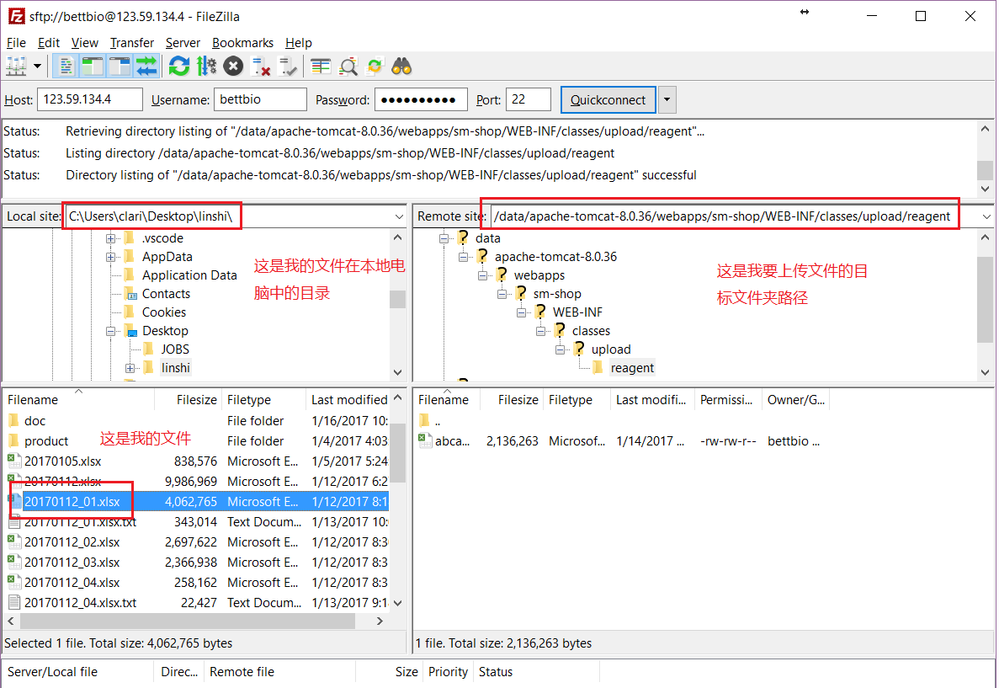 sftp://bettbio@123.59.134.4 - FileZilla
File Edit View Transfer Server Bookmarks Help
Host: 123.59.134.4 Username: bettbio Password: ●●●●●●●●●● Port: 22 Quickconnect
Status: Retrieving directory listing of "/data/apache-tomcat-8.0.36/webapps/sm-shop/WEB-INF/classes/upload/reagent"...
Status: Listing directory /data/apache-tomcat-8.0.36/webapps/sm-shop/WEB-INF/classes/upload/reagent
Status: Directory listing of "/data/apache-tomcat-8.0.36/webapps/sm-shop/WEB-INF/classes/upload/reagent" successful
Local site: C:\Users\clari\Desktop\linshi\
.vscode
AppData
Application Data
Contacts
Cookies
Desktop
JOBS
linshi
这是我的文件在本地电
脑中的目录
Remote site: /data/apache-tomcat-8.0.36/webapps/sm-shop/WEB-INF/classes/upload/reagent
data
apache-tomcat-8.0.36
webapps
sm-shop
WEB-INF
classes
upload
reagent
这是我要上传文件的目
标文件夹路径
Filename Filesize Filetype Last modified
doc File folder 1/16/2017 10:
product File folder 1/4/2017 4:03
这是我的文件
20170105.xlsx 838,576 Microsoft E... 1/5/2017 5:24
20170112.xlsx 9,986,969 Microsoft E... 1/12/2017 6:2
20170112_01.xlsx 4,062,765 Microsoft E... 1/12/2017 8:1
20170112_01.xlsx.txt 343,014 Text Docum... 1/13/2017 10:
20170112_02.xlsx 2,697,622 Microsoft E... 1/12/2017 8:3
20170112_03.xlsx 2,366,938 Microsoft E... 1/12/2017 8:3
20170112_04.xlsx 258,162 Microsoft E... 1/12/2017 8:3
20170112_04.xlsx.txt 22,427 Text Docum... 1/13/2017 9:1
Selected 1 file. Total size: 4,062,765 bytes
Filename Filesize Filetype Last modifi... Permissi... Owner/G...
..
abca... 2,136,263 Microsof... 1/14/2017 ... -rw-rw-r-- bettbio ...
1 file. Total size: 2,136,263 bytes
Server/Local file Direc... Remote file Size Priority Status